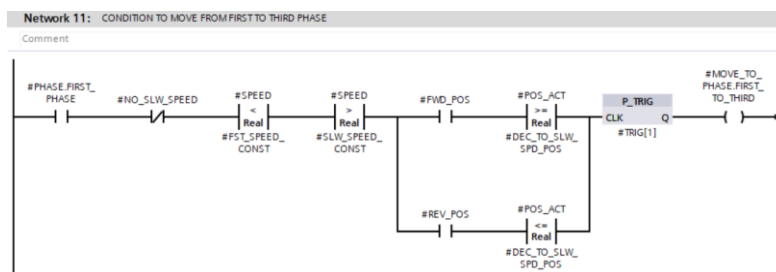 Network 11: CONDITION TO MOVE FROM FIRST TO THIRD PHASE
Comment
#PHASE.FIRST_
PHASE
#NO_SLW_SPEED
#SPEED
<
Real
#FST_SPEED_
CONST
#SPEED
>
Real
#SLW_SPEED_
CONST
#FWD_POS
#POS_ACT
>=
Real
#DEC_TO_SLW_
SPD_POS
P_TRIG
CLK Q
#TRIG[1]
#MOVE_TO_
PHASE.FIRST_
TO_THIRD
#REV_POS
#POS_ACT
<=
Real
#DEC_TO_SLW_
SPD_POS